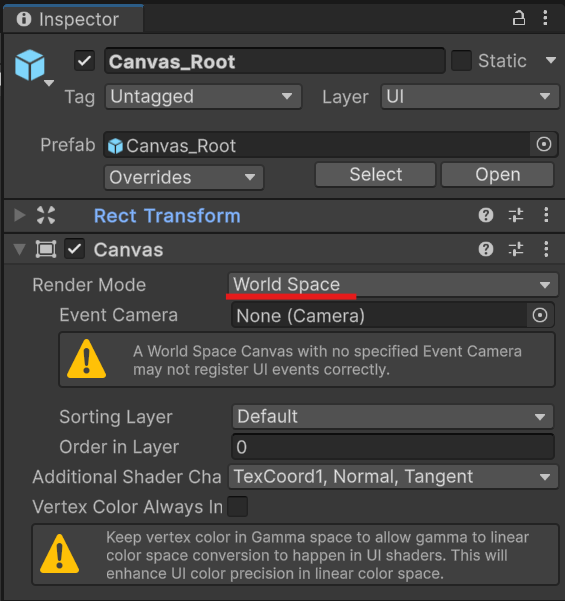 Inspector
Canvas_Root
Static
Tag
Untagged
Layer
UI
Prefab
Canvas_Root
Overrides
Select
Open
Rect Transform
Canvas
Render Mode
World Space
Event Camera
None (Camera)
A World Space Canvas with no specified Event Camera
may not register UI events correctly.
Sorting Layer
Default
Order in Layer
0
Additional Shader Cha
TexCoord1, Normal, Tangent
Vertex Color Always In
Keep vertex color in Gamma space to allow gamma to linear
color space conversion to happen in UI shaders. This will
enhance UI color precision in linear color space.